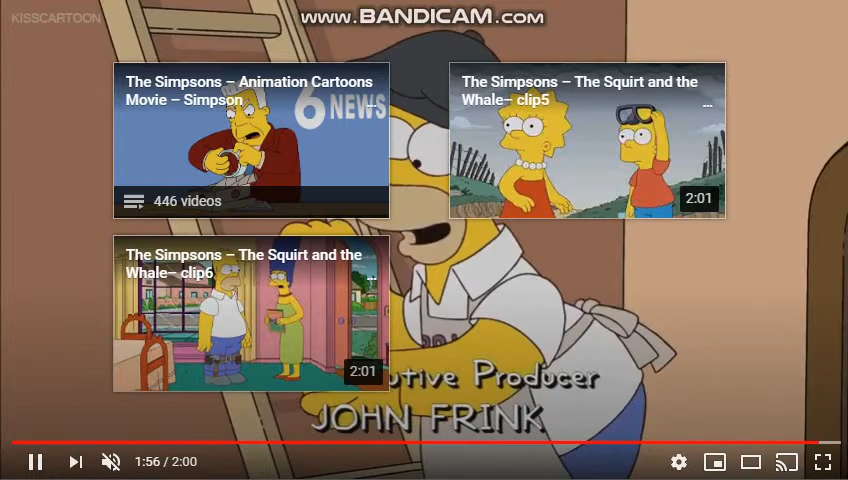 KISSCARTOON
WWW.BANDICAM.COM
The Simpsons – Animation Cartoons
Movie – Simpson
...
6 NEWS
446 videos
The Simpsons – The Squirt and the
Whale– clip5
...
2:01
The Simpsons – The Squirt and the
Whale– clip6
...
2:01
utive Producer
JOHN FRINK
1:56 / 2:00